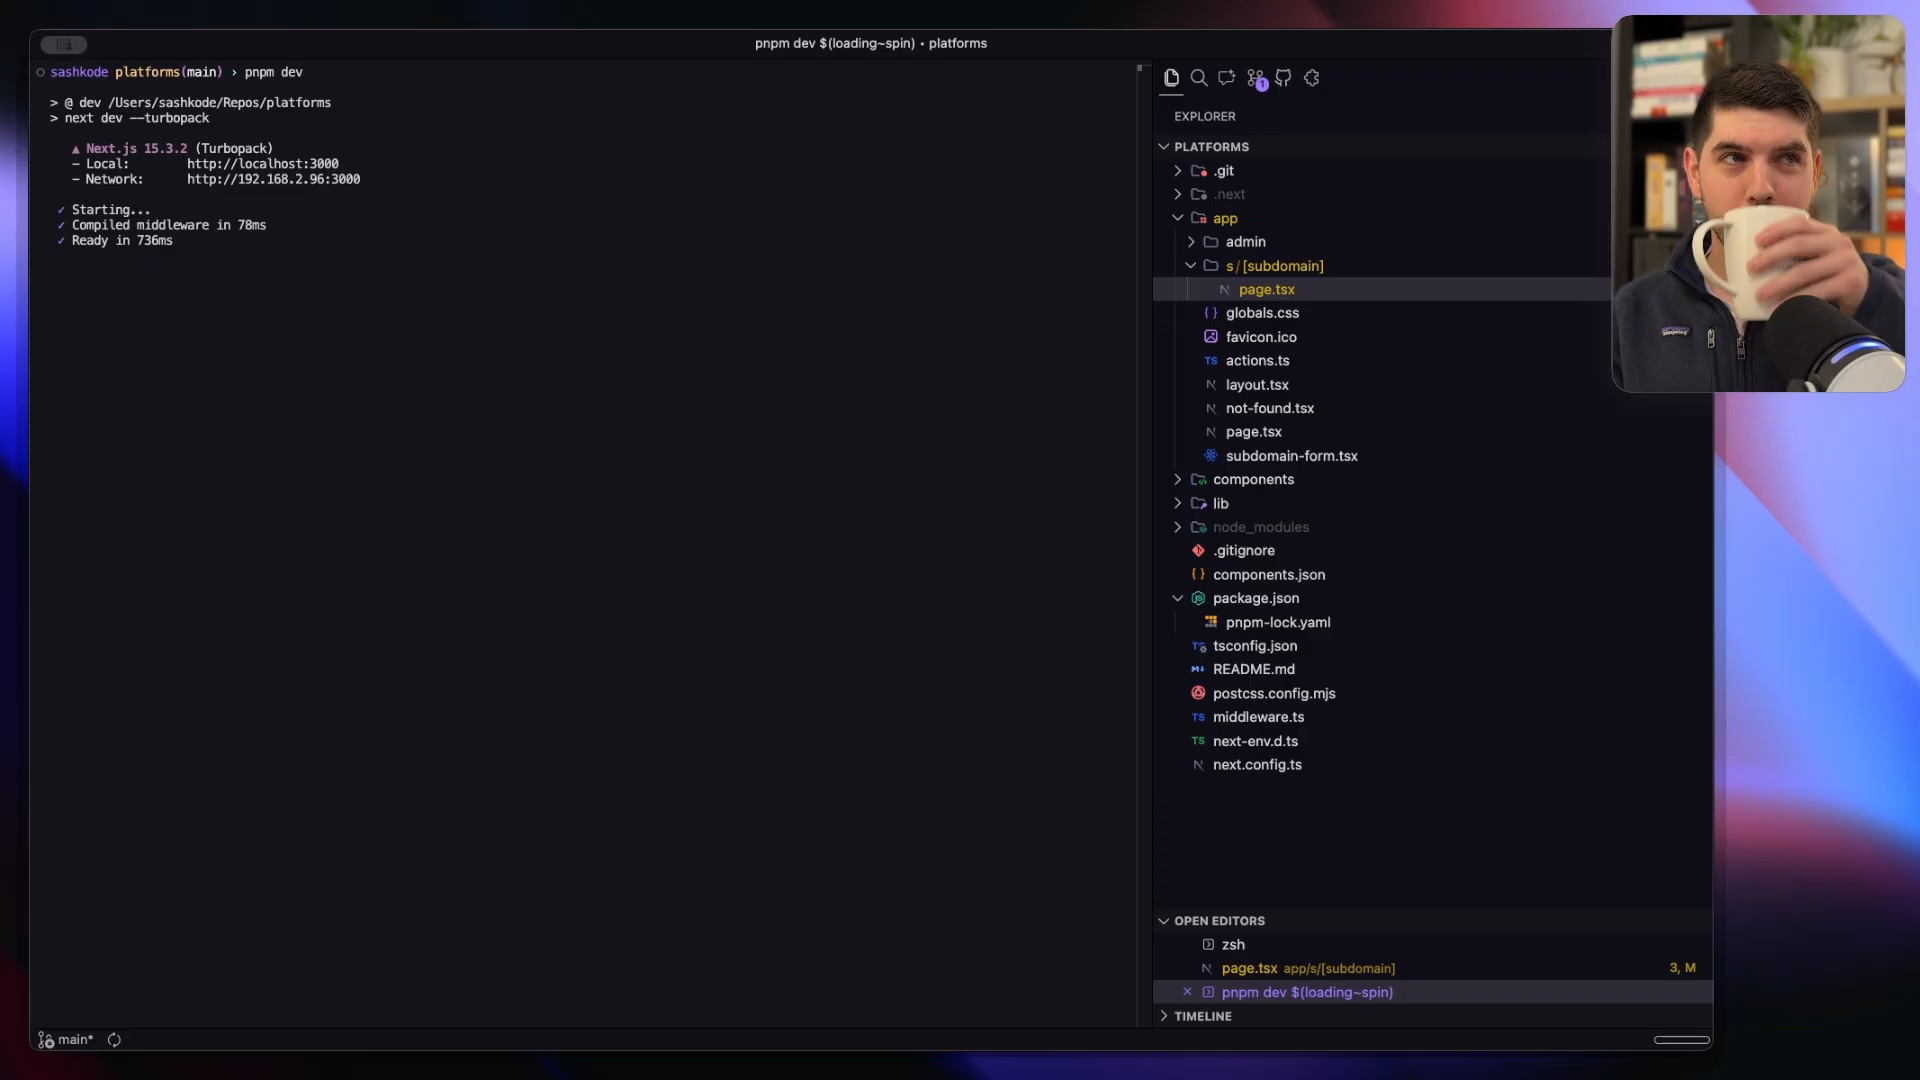 pnpm dev $(loading~spin) • platforms
sashkode platforms(main) › pnpm dev
> @ dev /Users/sashkode/Repos/platforms
> next dev --turbopack
▲ Next.js 15.3.2 (Turbopack)
- Local: http://localhost:3000
- Network: http://192.168.2.96:3000
✓ Starting...
✓ Compiled middleware in 78ms
✓ Ready in 736ms
1
EXPLORER
PLATFORMS
.git
.next
app
admin
s/[subdomain]
page.tsx
globals.css
favicon.ico
TS actions.ts
layout.tsx
not-found.tsx
page.tsx
subdomain-form.tsx
components
lib
node_modules
.gitignore
components.json
package.json
pnpm-lock.yaml
tsconfig.json
README.md
postcss.config.mjs
TS middleware.ts
TS next-env.d.ts
next.config.ts
OPEN EDITORS
zsh
page.tsx app/s/[subdomain] 3, M
pnpm dev $(loading~spin)
TIMELINE
main*